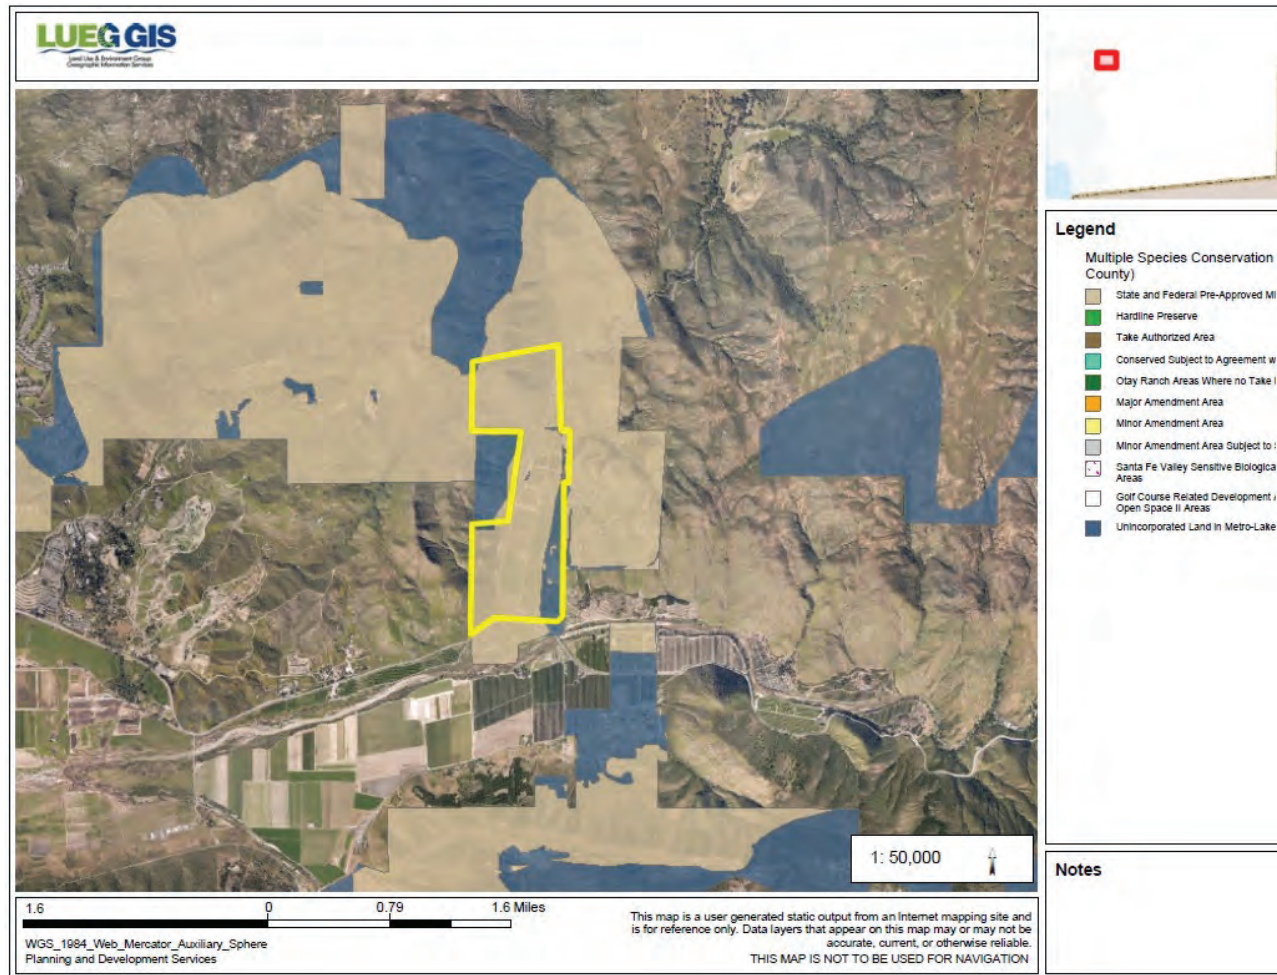 LUEG GIS
Land Use & Environment Group
Geographic Information Services
Legend
Multiple Species Conservation
County)
State and Federal Pre-Approved Mi
Hardline Preserve
Take Authorized Area
Conserved Subject to Agreement w
Otay Ranch Areas Where no Take
Major Amendment Area
Minor Amendment Area
Minor Amendment Area Subject to
Santa Fe Valley Sensitive Biologica
Areas
Golf Course Related Development
Open Space II Areas
Unincorporated Land in Metro-Lake
1: 50,000
Notes
1.6 0 0.79 1.6 Miles
WGS_1984_Web_Mercator_Auxiliary_Sphere
Planning and Development Services
This map is a user generated static output from an Internet mapping site and
is for reference only. Data layers that appear on this map may or may not be
accurate, current, or otherwise reliable.
THIS MAP IS NOT TO BE USED FOR NAVIGATION